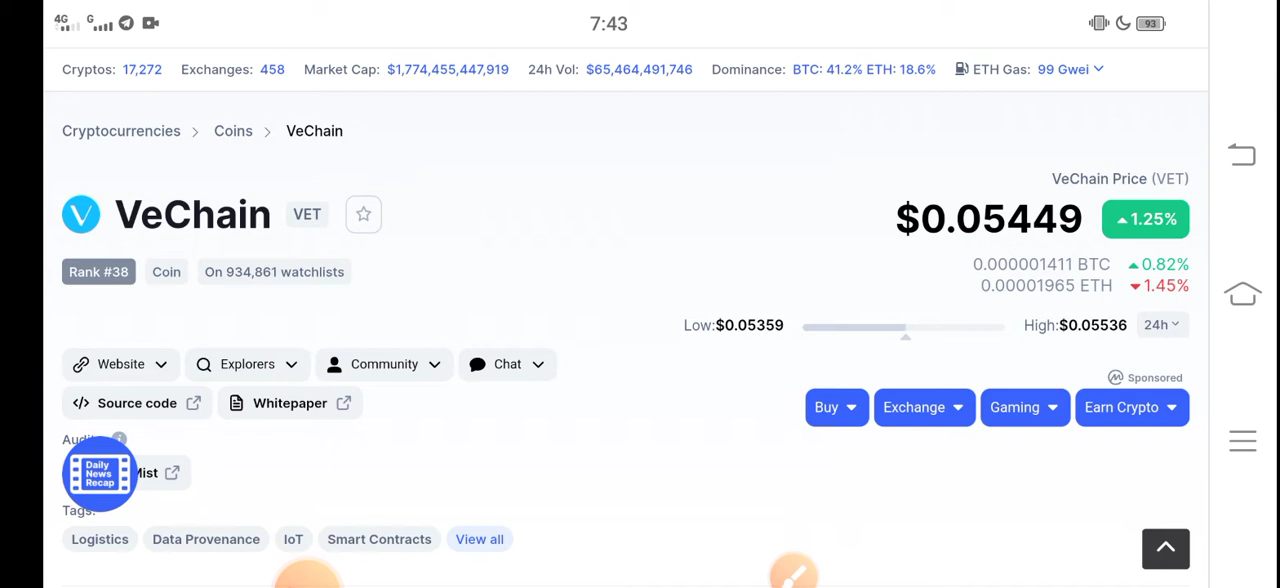 4G G 7:43 93
Cryptos: 17,272 Exchanges: 458 Market Cap: $1,774,455,447,919 24h Vol: $65,464,491,746 Dominance: BTC: 41.2% ETH: 18.6% ETH Gas: 99 Gwei
Cryptocurrencies > Coins > VeChain
VeChain Price (VET)
VeChain VET $0.05449 1.25%
Rank #38 Coin On 934,861 watchlists
0.000001411 BTC 0.82%
0.00001965 ETH 1.45%
Low:$0.05359 High:$0.05536 24h
Website Explorers Community Chat
Sponsored
Source code Whitepaper
Buy Exchange Gaming Earn Crypto
Daily
News
Recap
Tags:
Logistics Data Provenance IoT Smart Contracts View all